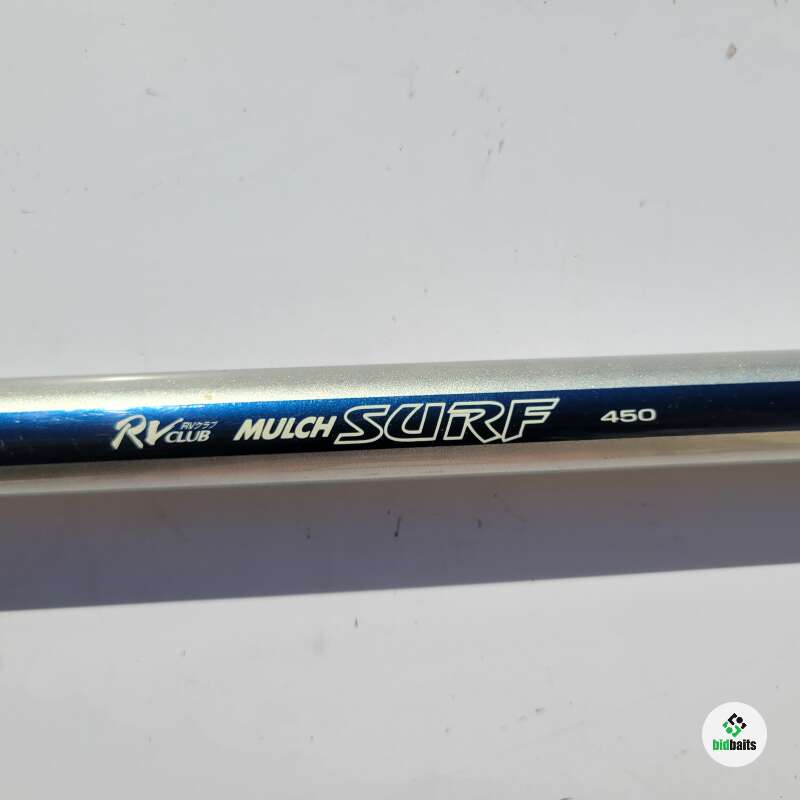 RV CLUB RVクラブ MULCH SURF 450
bidbaits